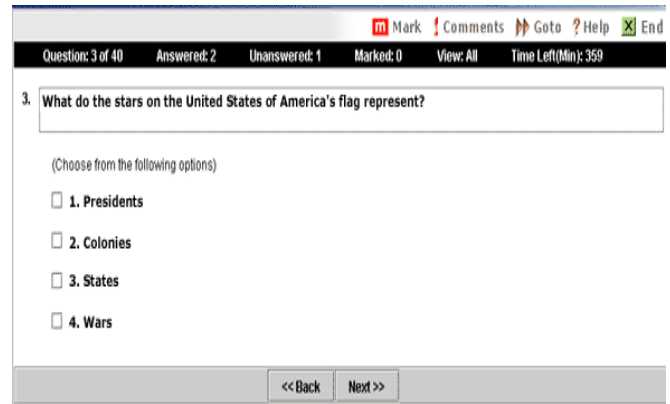 m Mark ! Comments Goto ? Help X End
Question: 3 of 40 Answered: 2 Unanswered: 1 Marked: 0 View: All Time Left(Min): 359
3. What do the stars on the United States of America's flag represent?
(Choose from the following options)
1. Presidents
2. Colonies
3. States
4. Wars
<< Back Next >>